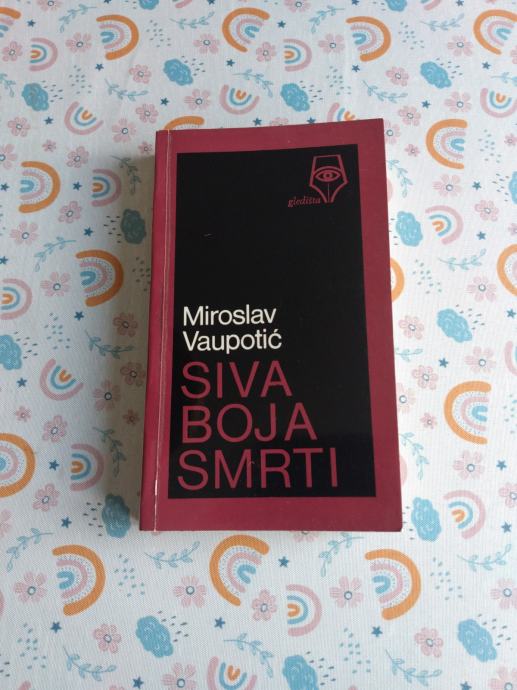 gledišta
Miroslav
Vaupotić
SIVA
BOJA
SMRTI